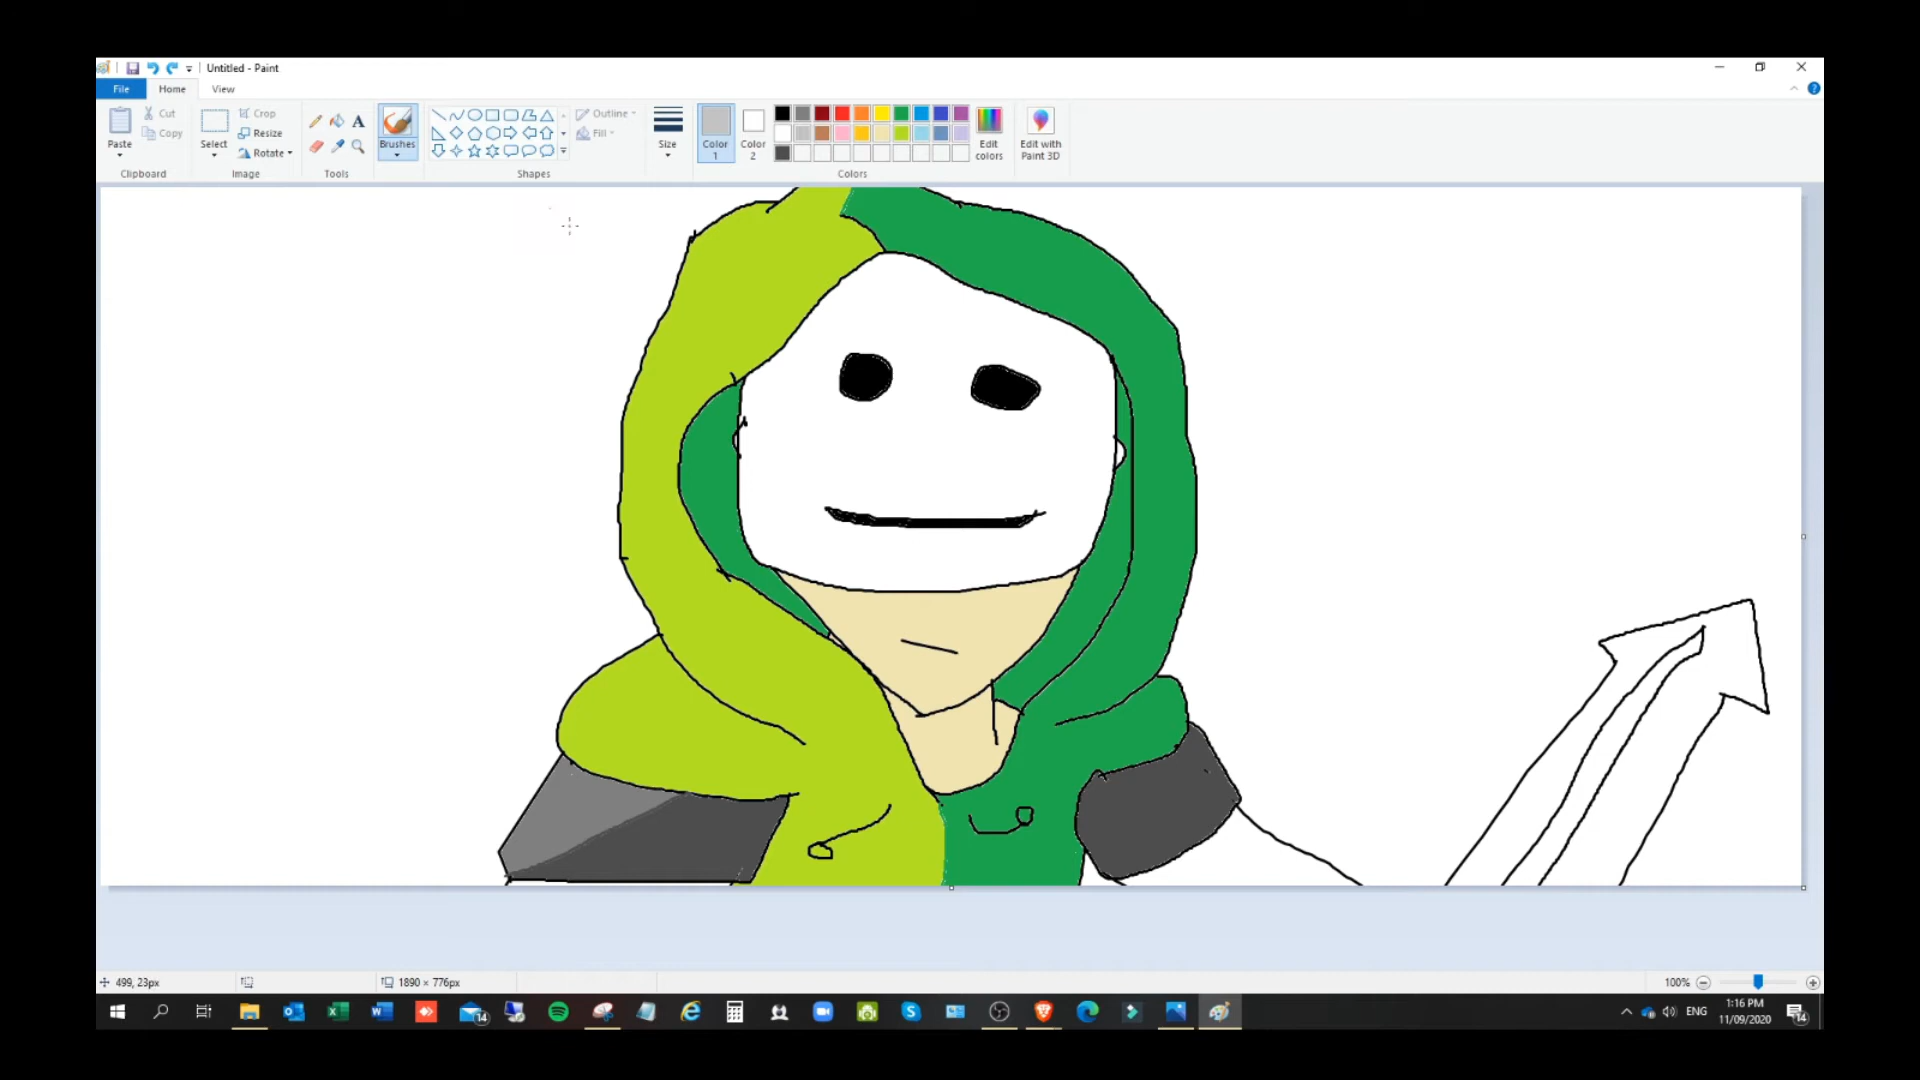 Untitled - Paint
File Home View
Paste
Cut
Copy
Clipboard
Select
Crop
Resize
Rotate
Image
Tools
Brushes
Shapes
Outline
Fill
Size
Color 1
Color 2
Colors
Edit colors
Edit with Paint 3D
499, 23px
1890 × 776px
100%
14
ENG
1:16 PM
11/09/2020
14